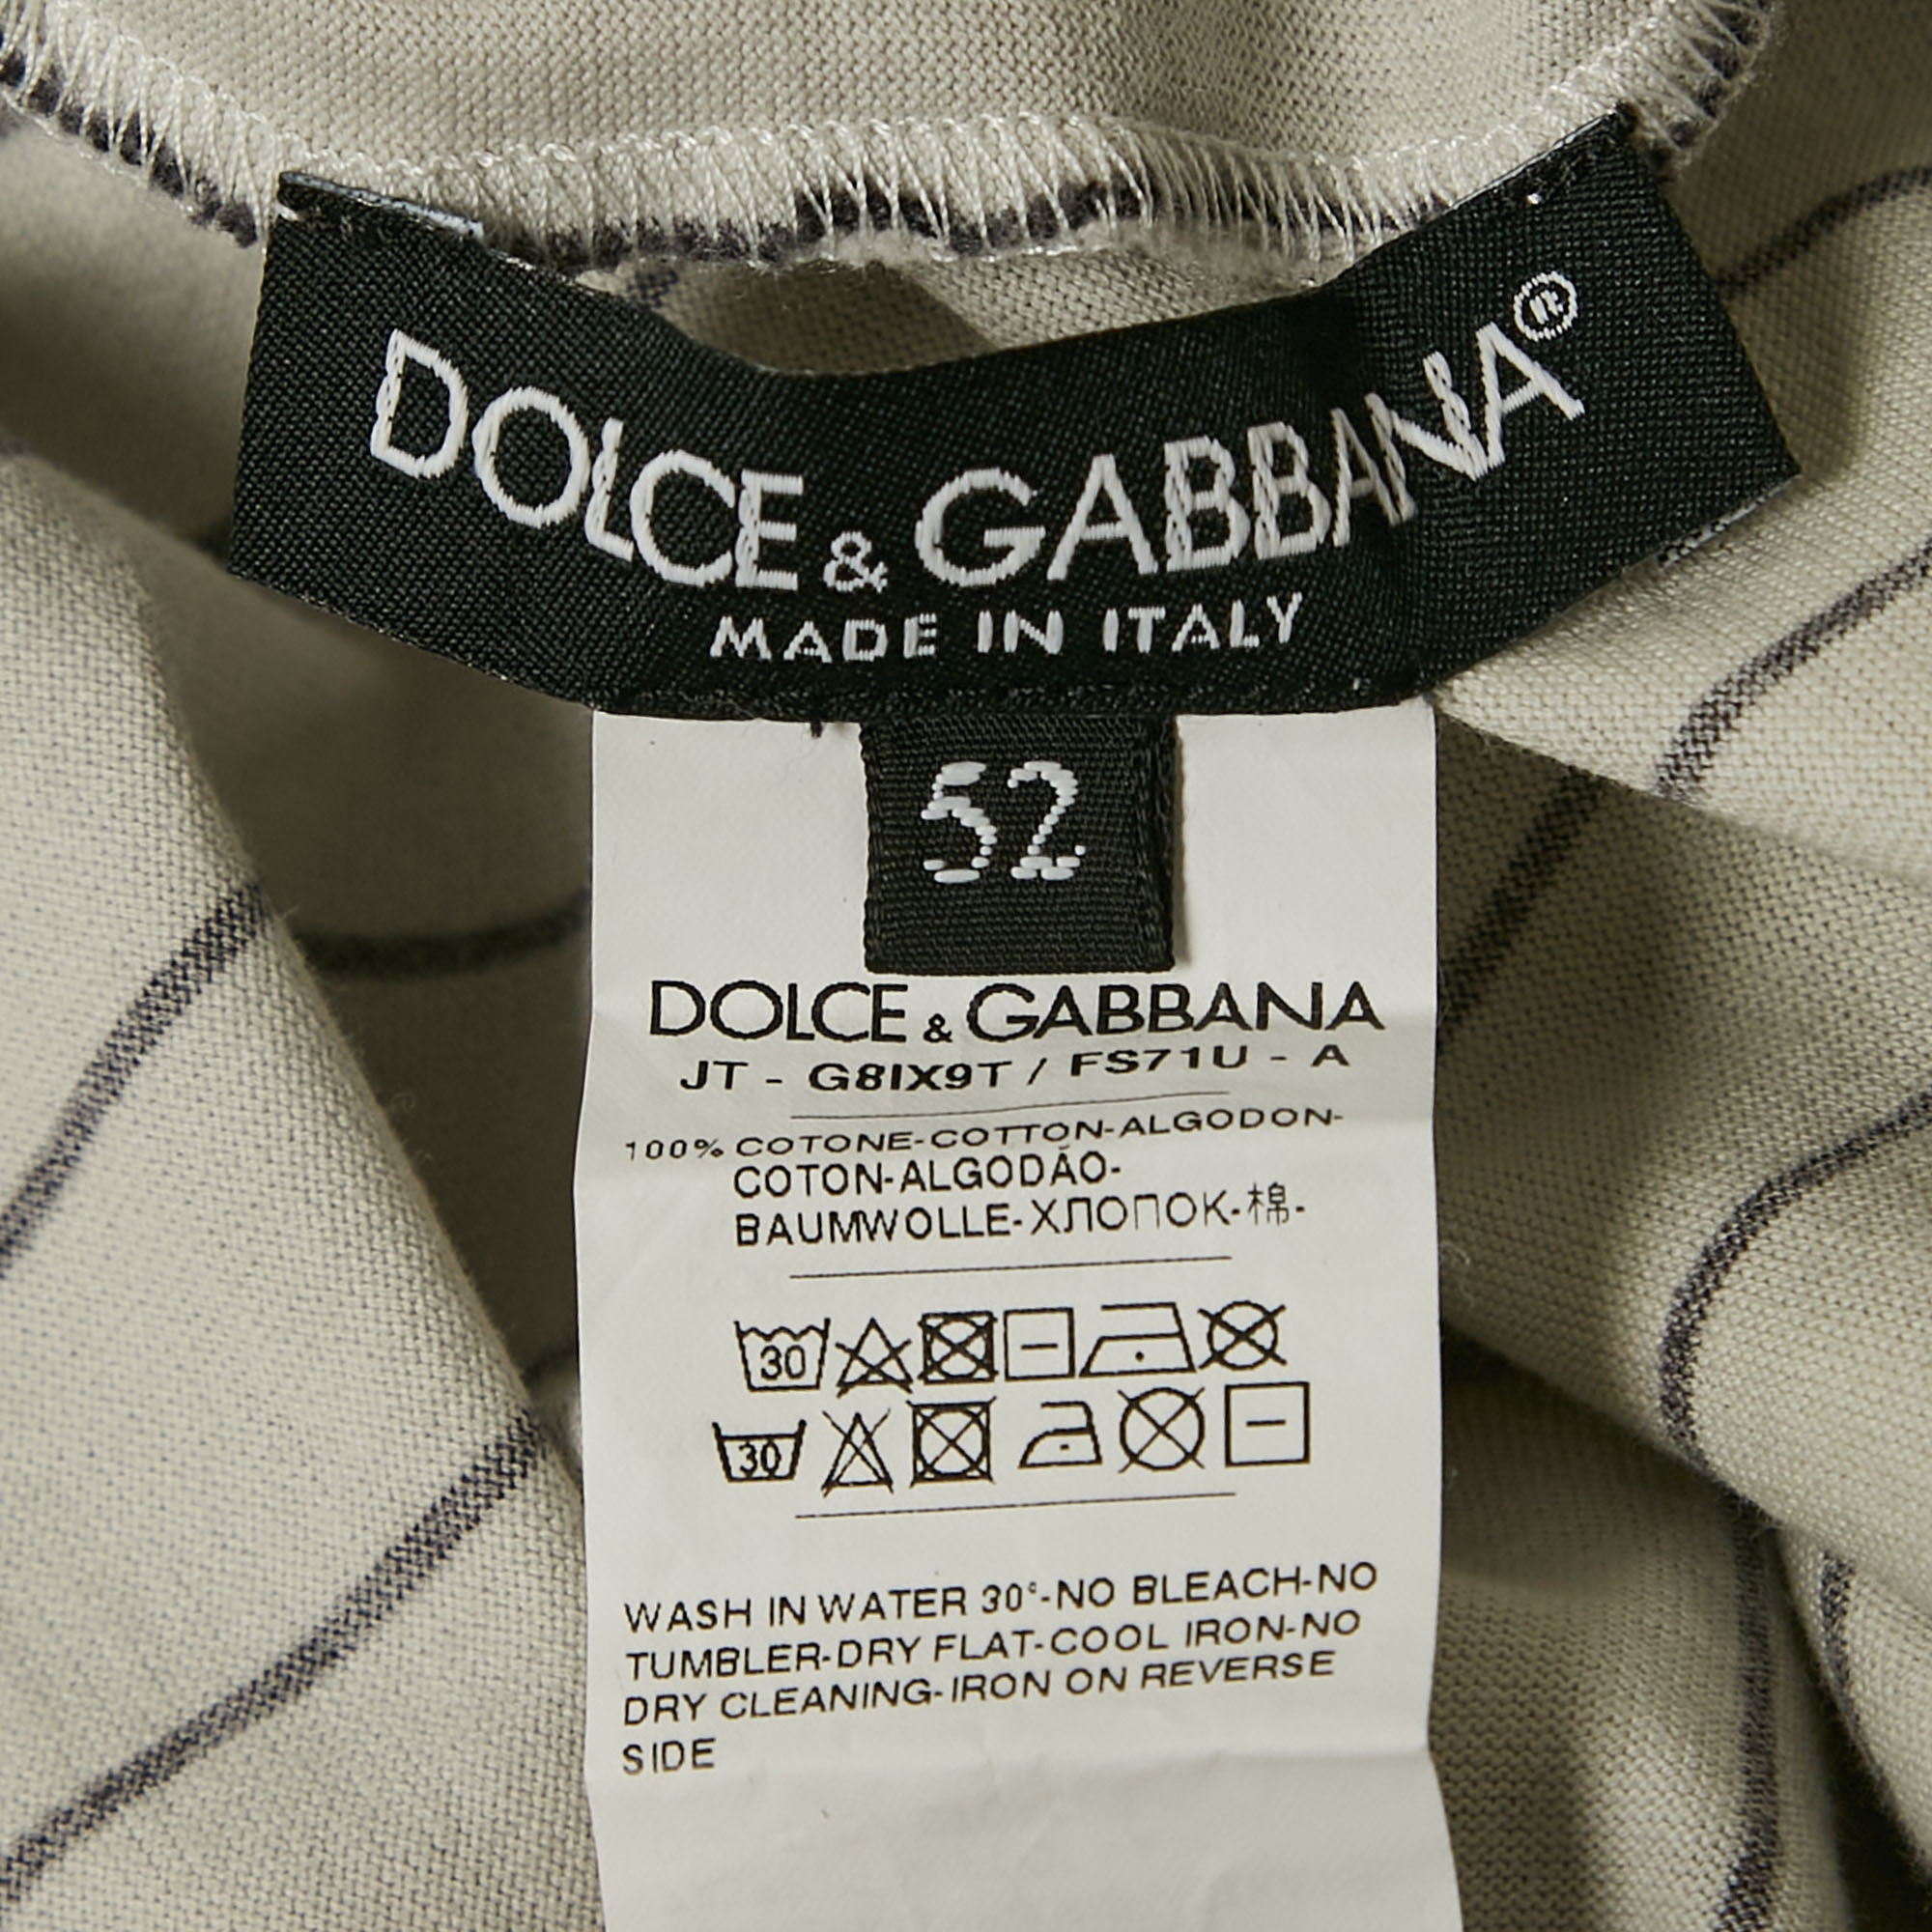 DOLCE & GABBANA®
MADE IN ITALY
52
DOLCE & GABBANA
JT - G8IX9T / FS71U - A
100% COTONE-COTTON-ALGODON-
COTON-ALGODÃO-
BAUMWOLLE-ХЛОПОК-棉-
30
30
WASH IN WATER 30°-NO BLEACH-NO
TUMBLER-DRY FLAT-COOL IRON-NO
DRY CLEANING-IRON ON REVERSE
SIDE